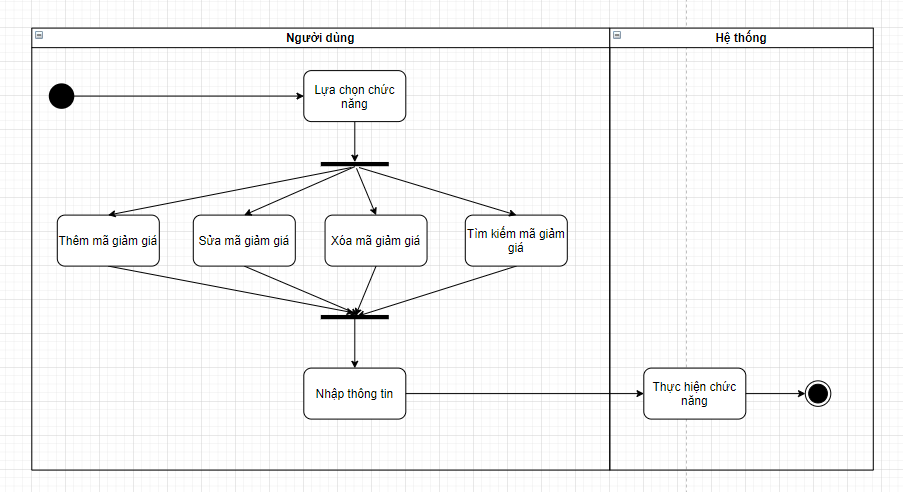 Người dùng
Hệ thống
Lựa chọn chức
năng
Thêm mã giảm giá
Sửa mã giảm giá
Xóa mã giảm giá
Tìm kiếm mã giảm
giá
Nhập thông tin
Thực hiện chức
năng